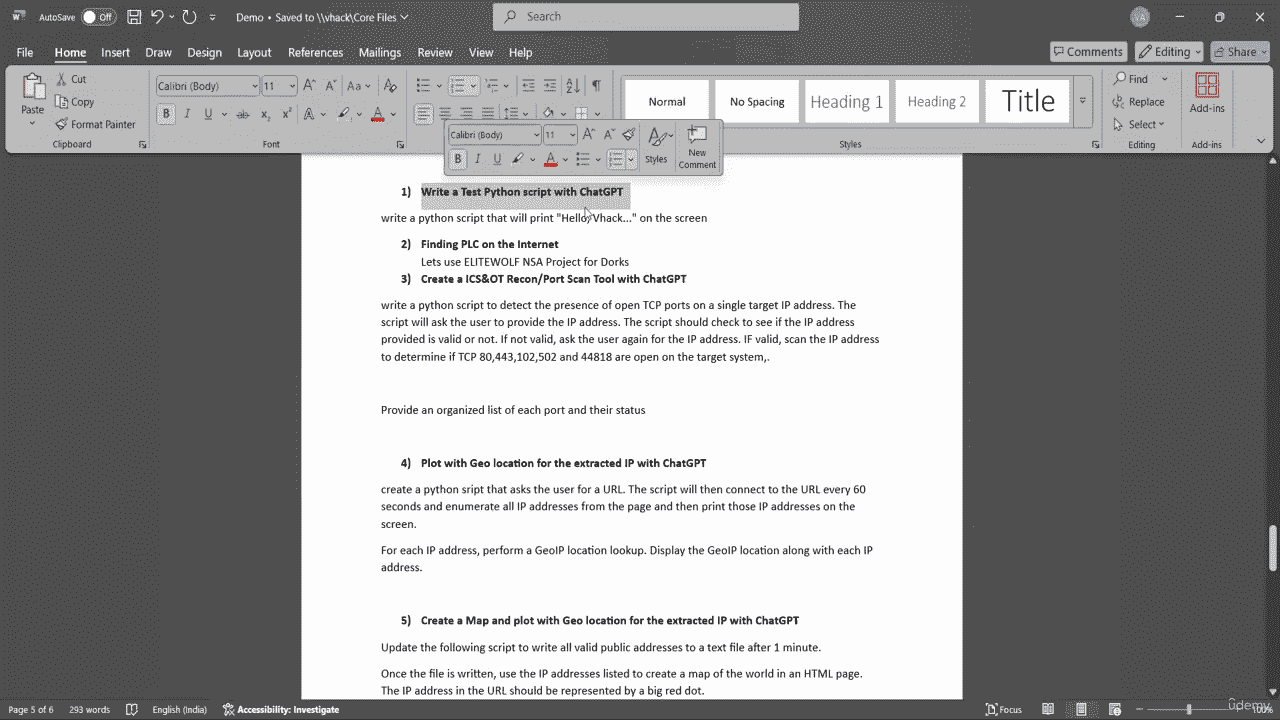 AutoSave Off Demo • Saved to \\vhack\Core Files Search VA
File Home Insert Draw Design Layout References Mailings Review View Help Comments Editing Share
Paste Cut Copy Format Painter
Calibri (Body) 11
Normal No Spacing Heading 1 Heading 2 Title
Find Replace Select Add-ins
Clipboard Font Styles Editing Add-ins
Calibri (Body) 11 Styles New Comment
1) Write a Test Python script with ChatGPT
write a python script that will print "Hello, Vhack..." on the screen
2) Finding PLC on the Internet
Lets use ELITEWOLF NSA Project for Dorks
3) Create a ICS&OT Recon/Port Scan Tool with ChatGPT
write a python script to detect the presence of open TCP ports on a single target IP address. The
script will ask the user to provide the IP address. The script should check to see if the IP address
provided is valid or not. If not valid, ask the user again for the IP address. IF valid, scan the IP address
to determine if TCP 80,443,102,502 and 44818 are open on the target system,.
Provide an organized list of each port and their status
4) Plot with Geo location for the extracted IP with ChatGPT
create a python sript that asks the user for a URL. The script will then connect to the URL every 60
seconds and enumerate all IP addresses from the page and then print those IP addresses on the
screen.
For each IP address, perform a GeoIP location lookup. Display the GeoIP location along with each IP
address.
5) Create a Map and plot with Geo location for the extracted IP with ChatGPT
Update the following script to write all valid public addresses to a text file after 1 minute.
Once the file is written, use the IP addresses listed to create a map of the world in an HTML page.
The IP address in the URL should be represented by a big red dot.
Page 5 of 6 293 words English (India) Accessibility: Investigate Focus
Udemy